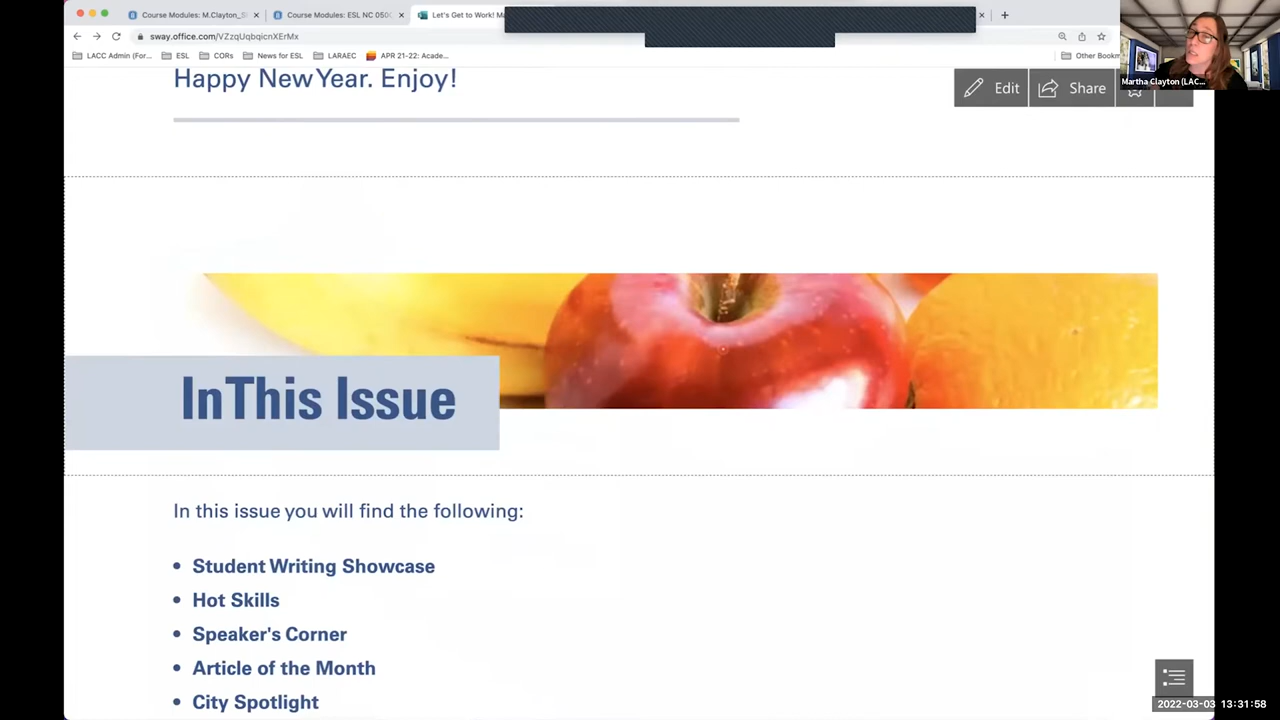 Course Modules: M.Clayton_S
Course Modules: ESL NC 050
Let's Get to Work!
sway.office.com/VZzqUqbqicnXErMx
LACC Admin (For...
ESL
CORs
News for ESL
LARAEC
APR 21-22: Acade...
Other Bookm
Martha Clayton (LAC...
Happy New Year. Enjoy!
Edit
Share
In This Issue
In this issue you will find the following:
• Student Writing Showcase
• Hot Skills
• Speaker's Corner
• Article of the Month
• City Spotlight
2022-03-03 13:31:58